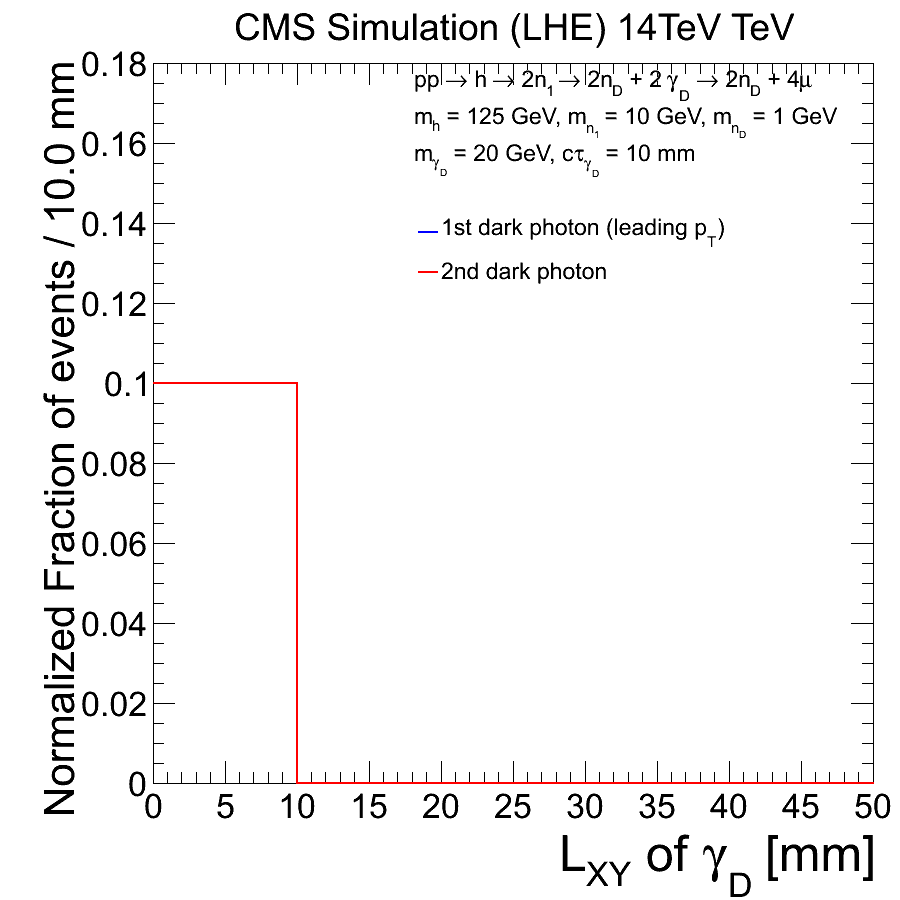 CMS Simulation (LHE) 14TeV TeV
pp → h → 2n₁ → 2n_D + 2 γ_D → 2n_D + 4μ
m_h = 125 GeV, m_n₁ = 10 GeV, m_n_D = 1 GeV
m_γ_D = 20 GeV, cτ_γ_D = 10 mm
1st dark photon (leading p_T)
2nd dark photon
Normalized Fraction of events / 10.0 mm
0.18
0.16
0.14
0.12
0.1
0.08
0.06
0.04
0.02
0
0 5 10 15 20 25 30 35 40 45 50
L_XY of γ_D [mm]